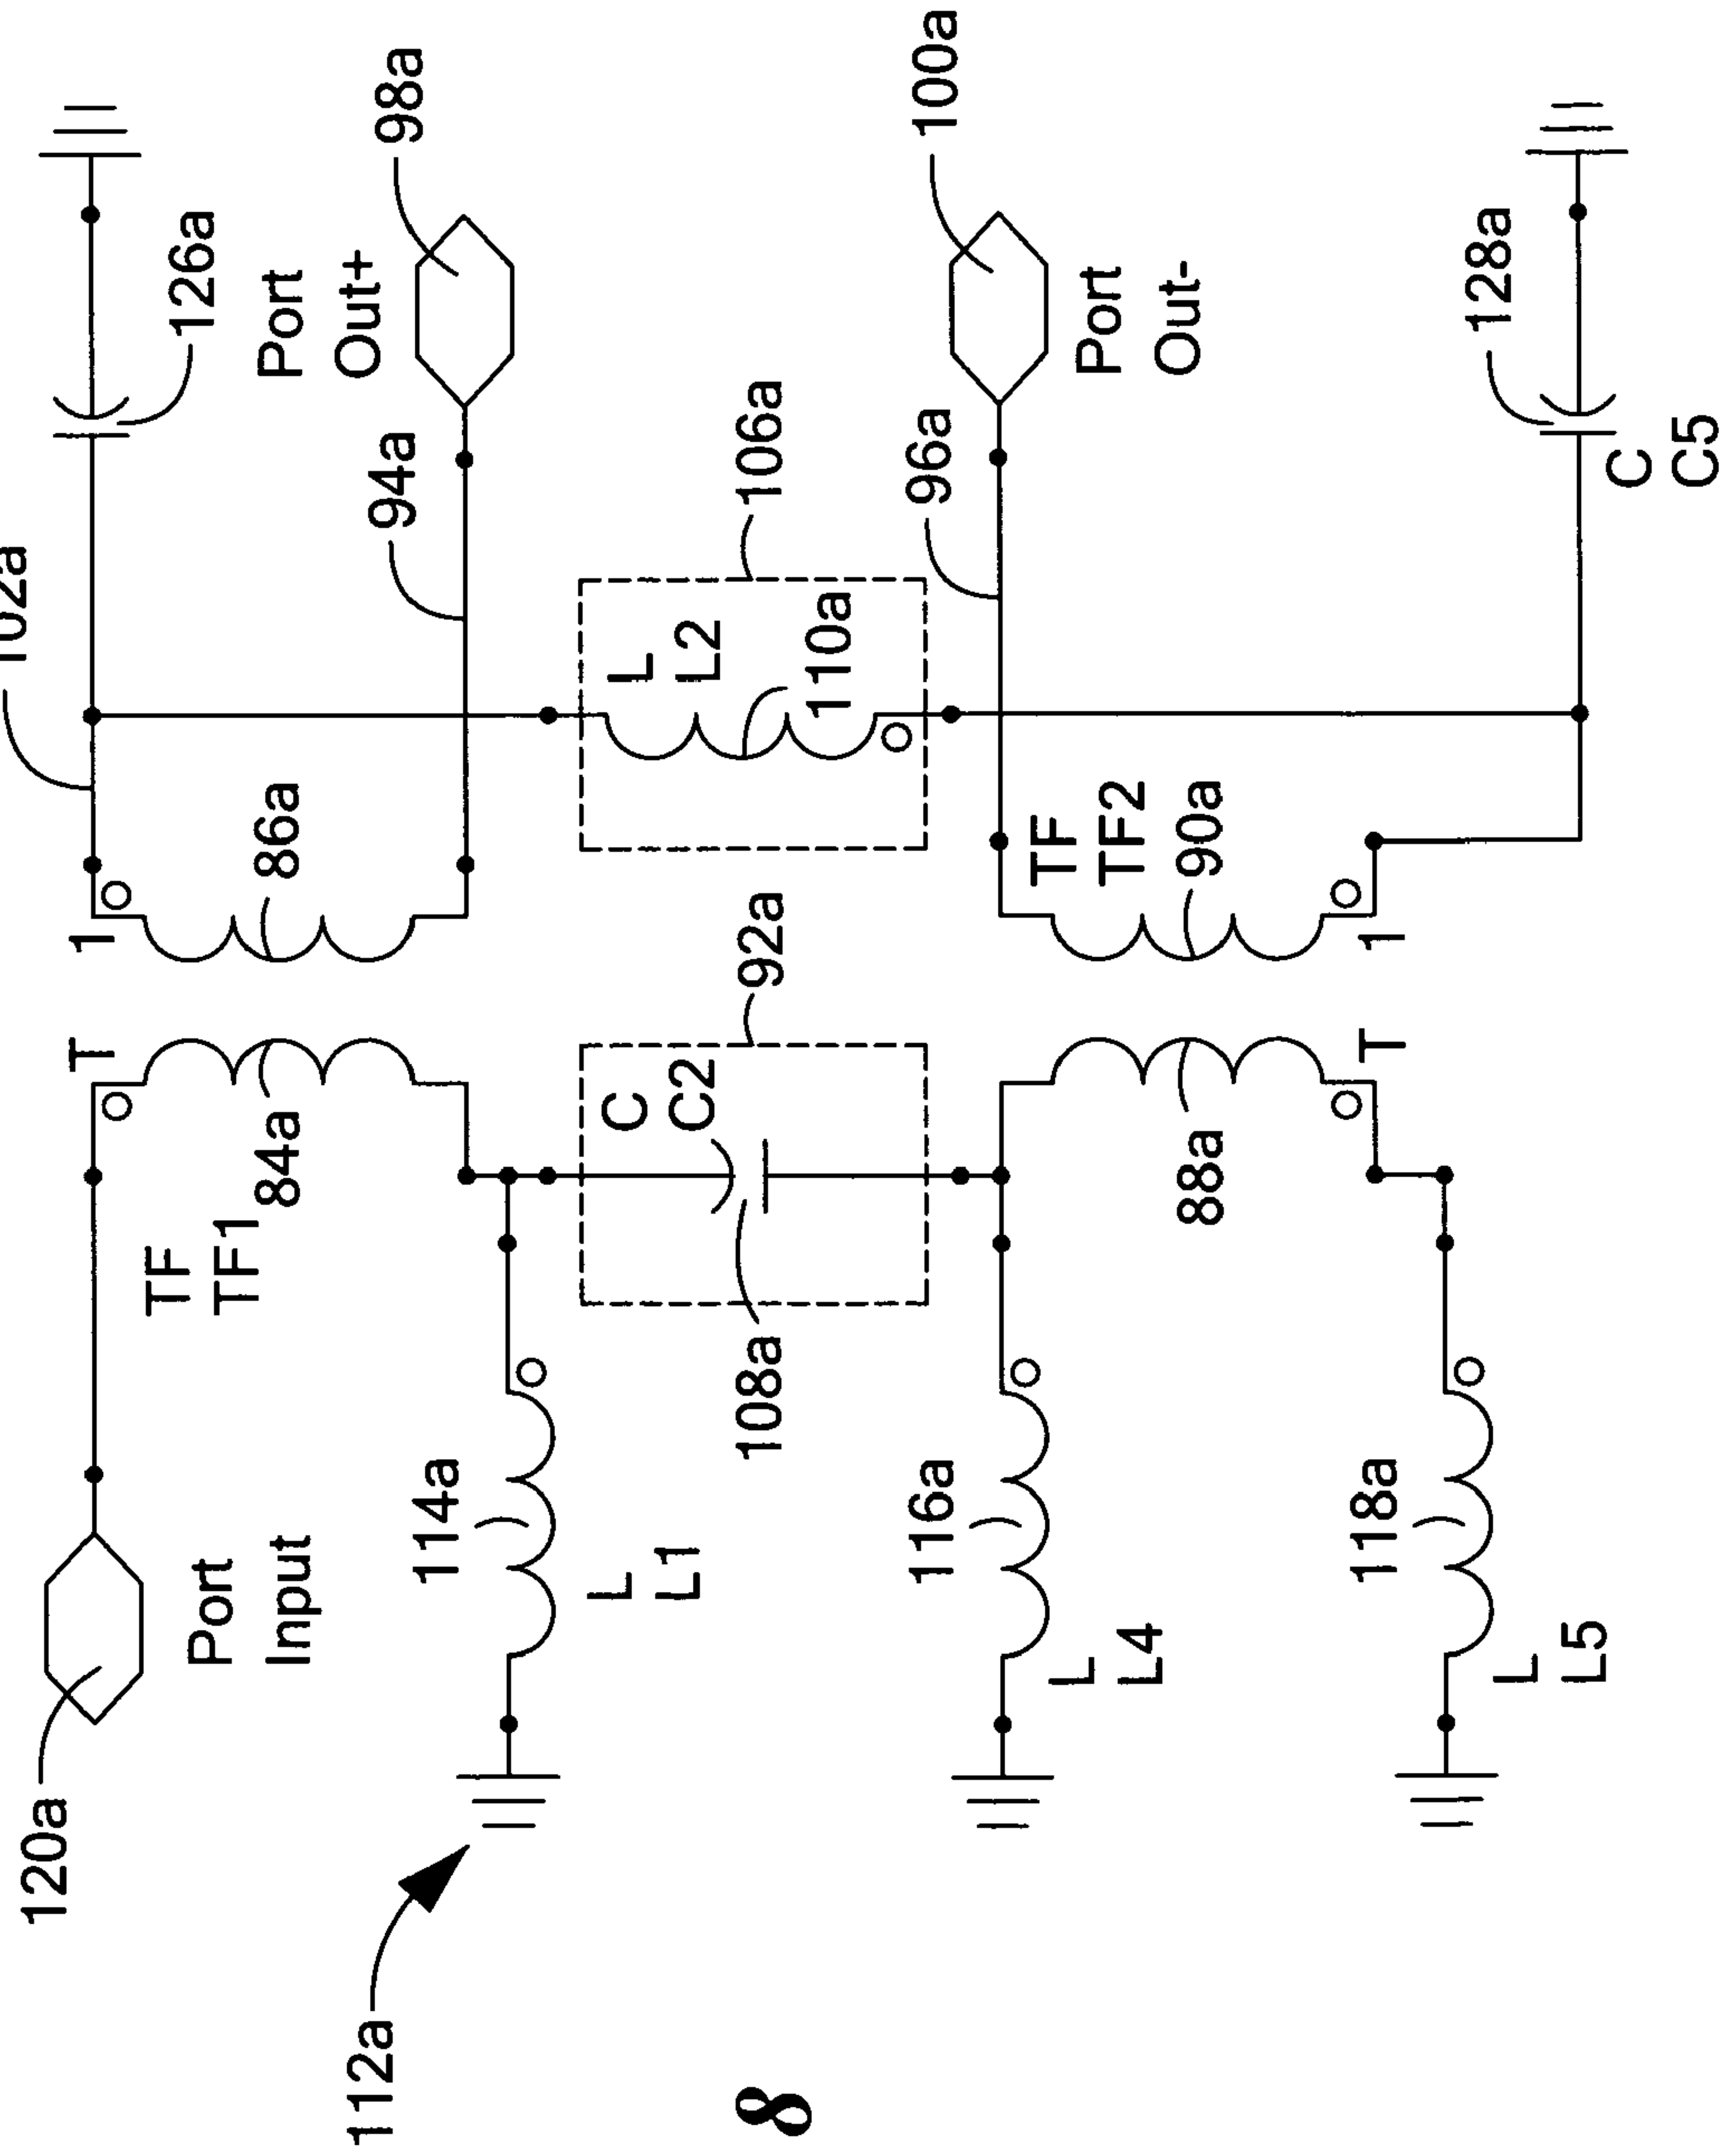 102a
120a
T
1
126a
98a
Port
Input
TF
TF1
84a
86a
Port
Out+
94a
112a
114a
L
L1
C
C2
L
L2
8
108a
92a
106a
110a
116a
96a
100a
L
L4
TF
TF2
Port
Out-
88a
90a
118a
T
1
128a
L
L5
C
C5